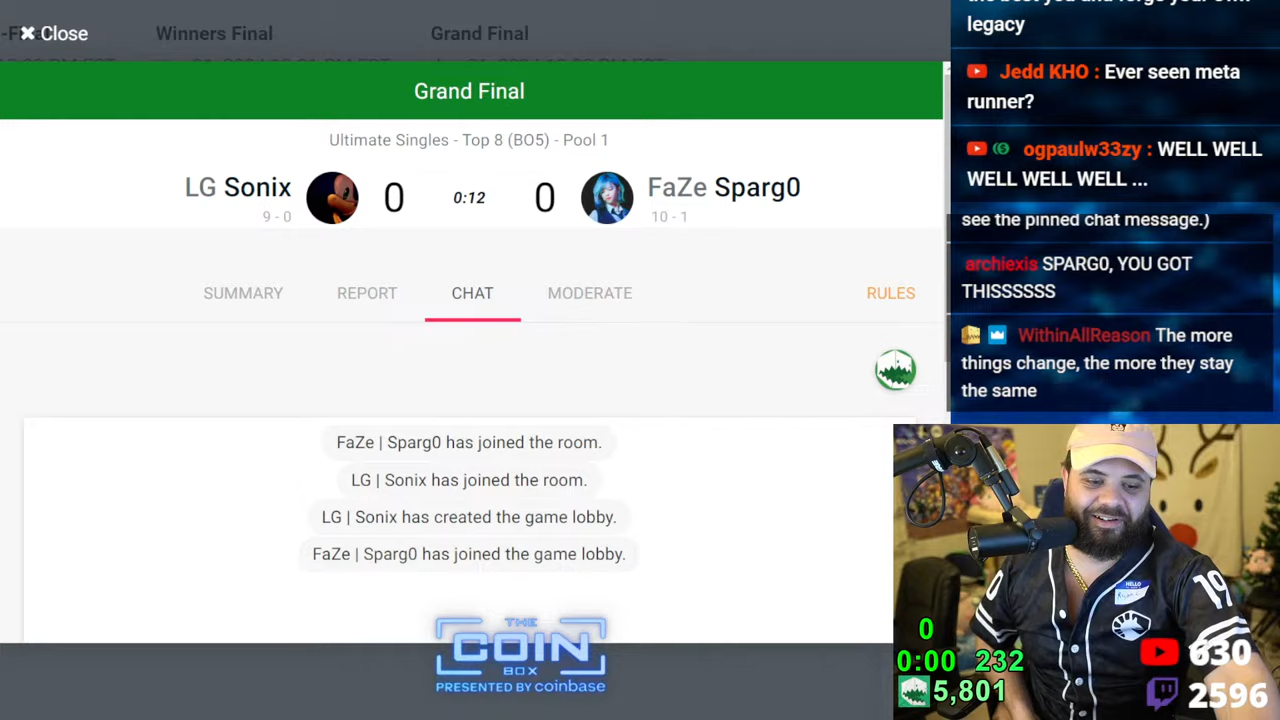 ✖ Close
Winners Final
Grand Final
Grand Final
Ultimate Singles - Top 8 (BO5) - Pool 1
LG Sonix
0
0:12
0
FaZe Sparg0
9 - 0
10 - 1
SUMMARY
REPORT
CHAT
MODERATE
RULES
FaZe | Sparg0 has joined the room.
LG | Sonix has joined the room.
LG | Sonix has created the game lobby.
FaZe | Sparg0 has joined the game lobby.
THE
COIN
BOX
PRESENTED BY coinbase
legacy
Jedd KHO : Ever seen meta
runner?
ogpaulw33zy : WELL WELL
WELL WELL WELL ...
see the pinned chat message.)
archiexis SPARG0, YOU GOT
THISSSSSS
WithinAllReason The more
things change, the more they stay
the same
HELLO
19
0
0:00 232
5,801
630
2596